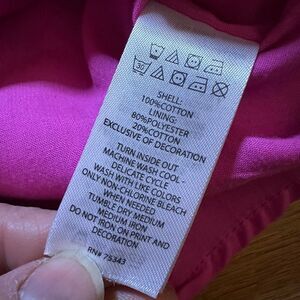 30
SHELL:
100%COTTON
LINING:
80%POLYESTER
20%COTTON
EXCLUSIVE OF DECORATION
TURN INSIDE OUT
MACHINE WASH COOL -
DELICATE CYCLE
WASH WITH LIKE COLORS
ONLY NON-CHLORINE BLEACH
WHEN NEEDED
TUMBLE DRY MEDIUM
MEDIUM IRON
DO NOT IRON ON PRINT AND
DECORATION
RN# 75343